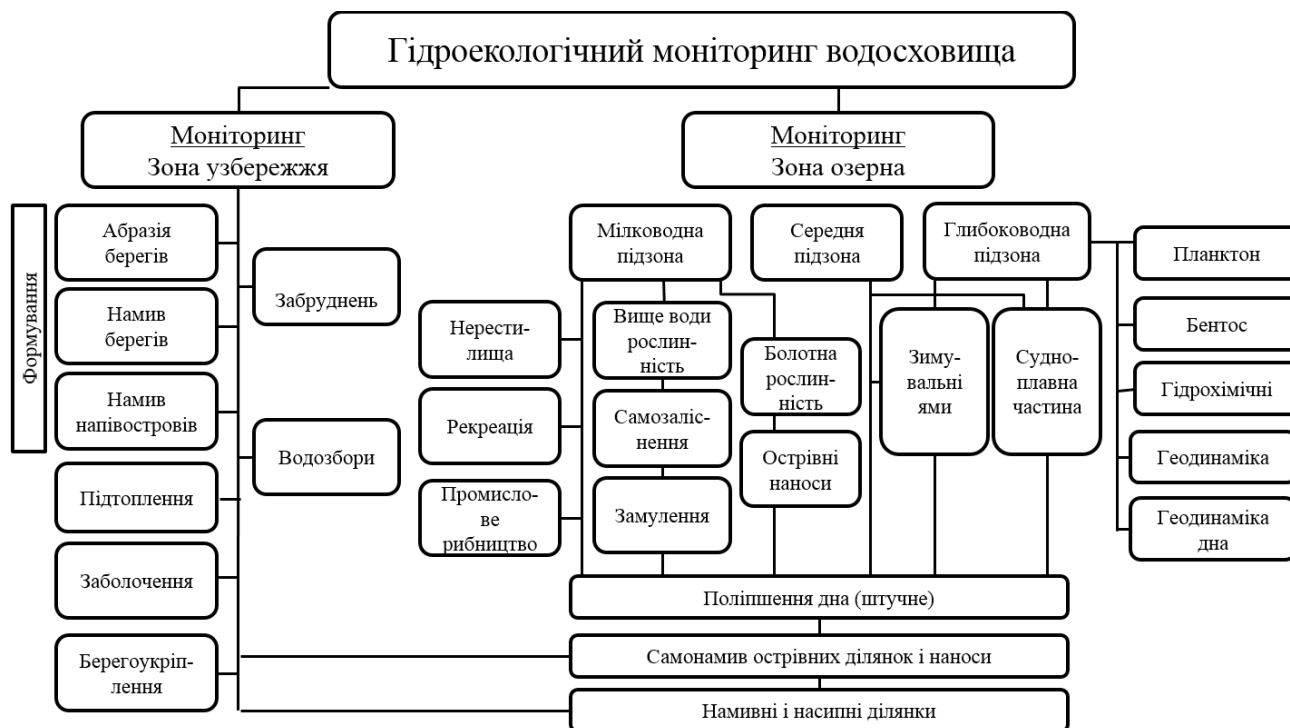 Гідроекологічний моніторинг водосховища
Моніторинг
Зона узбережжя
Моніторинг
Зона озерна
Формування
Абразія
берегів
Намив
берегів
Намив
напівостровів
Підтоплення
Заболочення
Берегоукріп-
лення
Забруднень
Водозбори
Мілководна
підзона
Середня
підзона
Глибоководна
підзона
Нерести-
лища
Рекреація
Промисло-
ве
рибництво
Вище води
рослин-
ність
Самозаліс-
нення
Замулення
Болотна
рослин-
ність
Острівні
наноси
Зиму-
вальні
ями
Судно-
плавна
частина
Планктон
Бентос
Гідрохімічні
Геодинаміка
Геодинаміка
дна
Поліпшення дна (штучне)
Самонамив острівних ділянок і наноси
Намивні і насипні ділянки